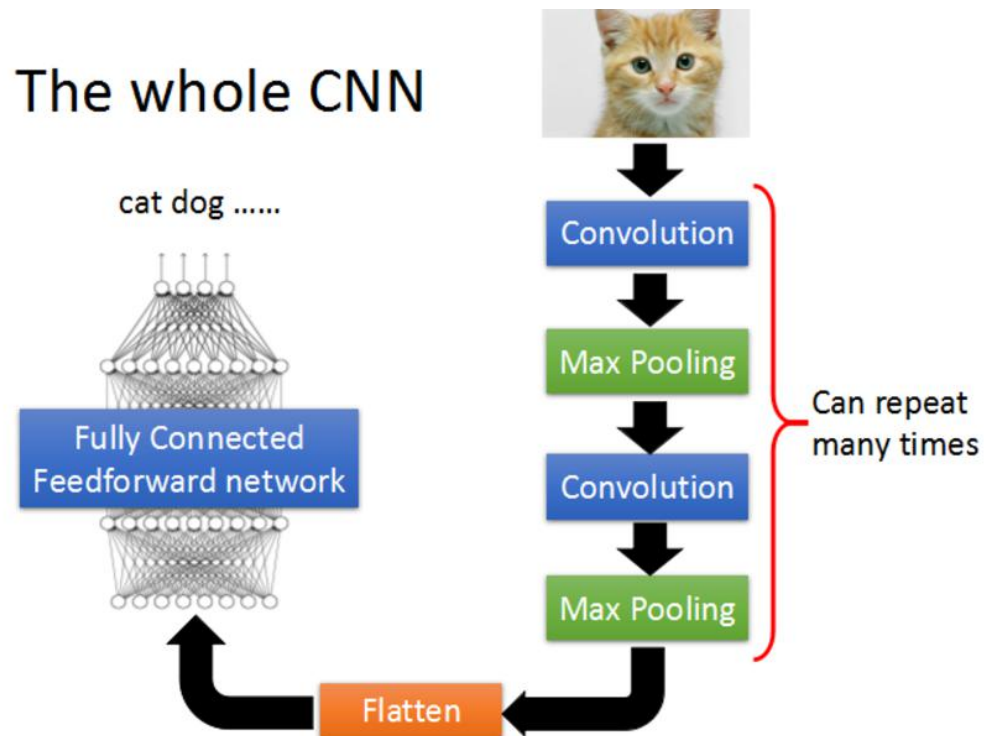 The whole CNN
cat dog ......
Convolution
Max Pooling
Convolution
Max Pooling
Can repeat
many times
Flatten
Fully Connected
Feedforward network